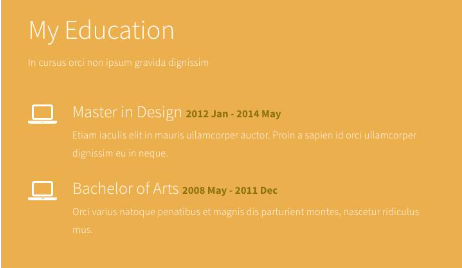 My Education
In cursus orci non ipsum gravida dignissim
Master in Design 2012 Jan - 2014 May
Etiam iaculis elit in mauris ullamcorper auctor. Proin a sapien id orci ullamcorper
dignissim eu in neque.
Bachelor of Arts 2008 May - 2011 Dec
Orci varius natoque penatibus et magnis dis parturient montes, nascetur ridiculus
mus.